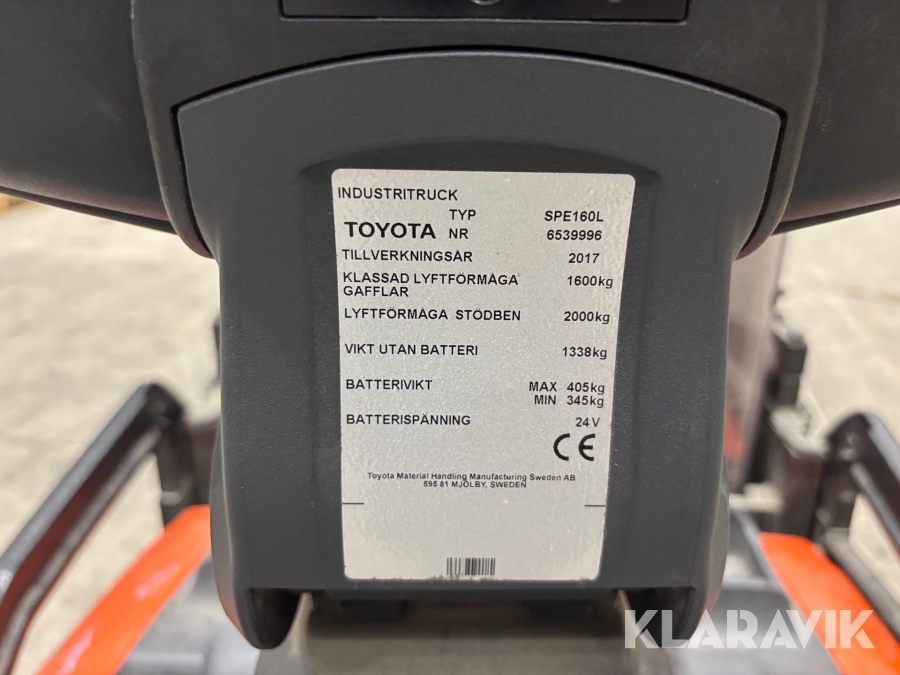 INDUSTRITRUCK
TYP SPE160L
TOYOTA NR 6539996
TILLVERKNINGSÅR 2017
KLASSAD LYFTFÖRMÅGA 1600kg
GAFFLAR
LYFTFÖRMÅGA STÖDBEN 2000kg
VIKT UTAN BATTERI 1338kg
BATTERIVIKT MAX 405kg
MIN 345kg
BATTERISPÄNNING 24V
CE
Toyota Material Handling Manufacturing Sweden AB
595 81 MJÖLBY, SWEDEN
KLARAVIK
KLARAVIK